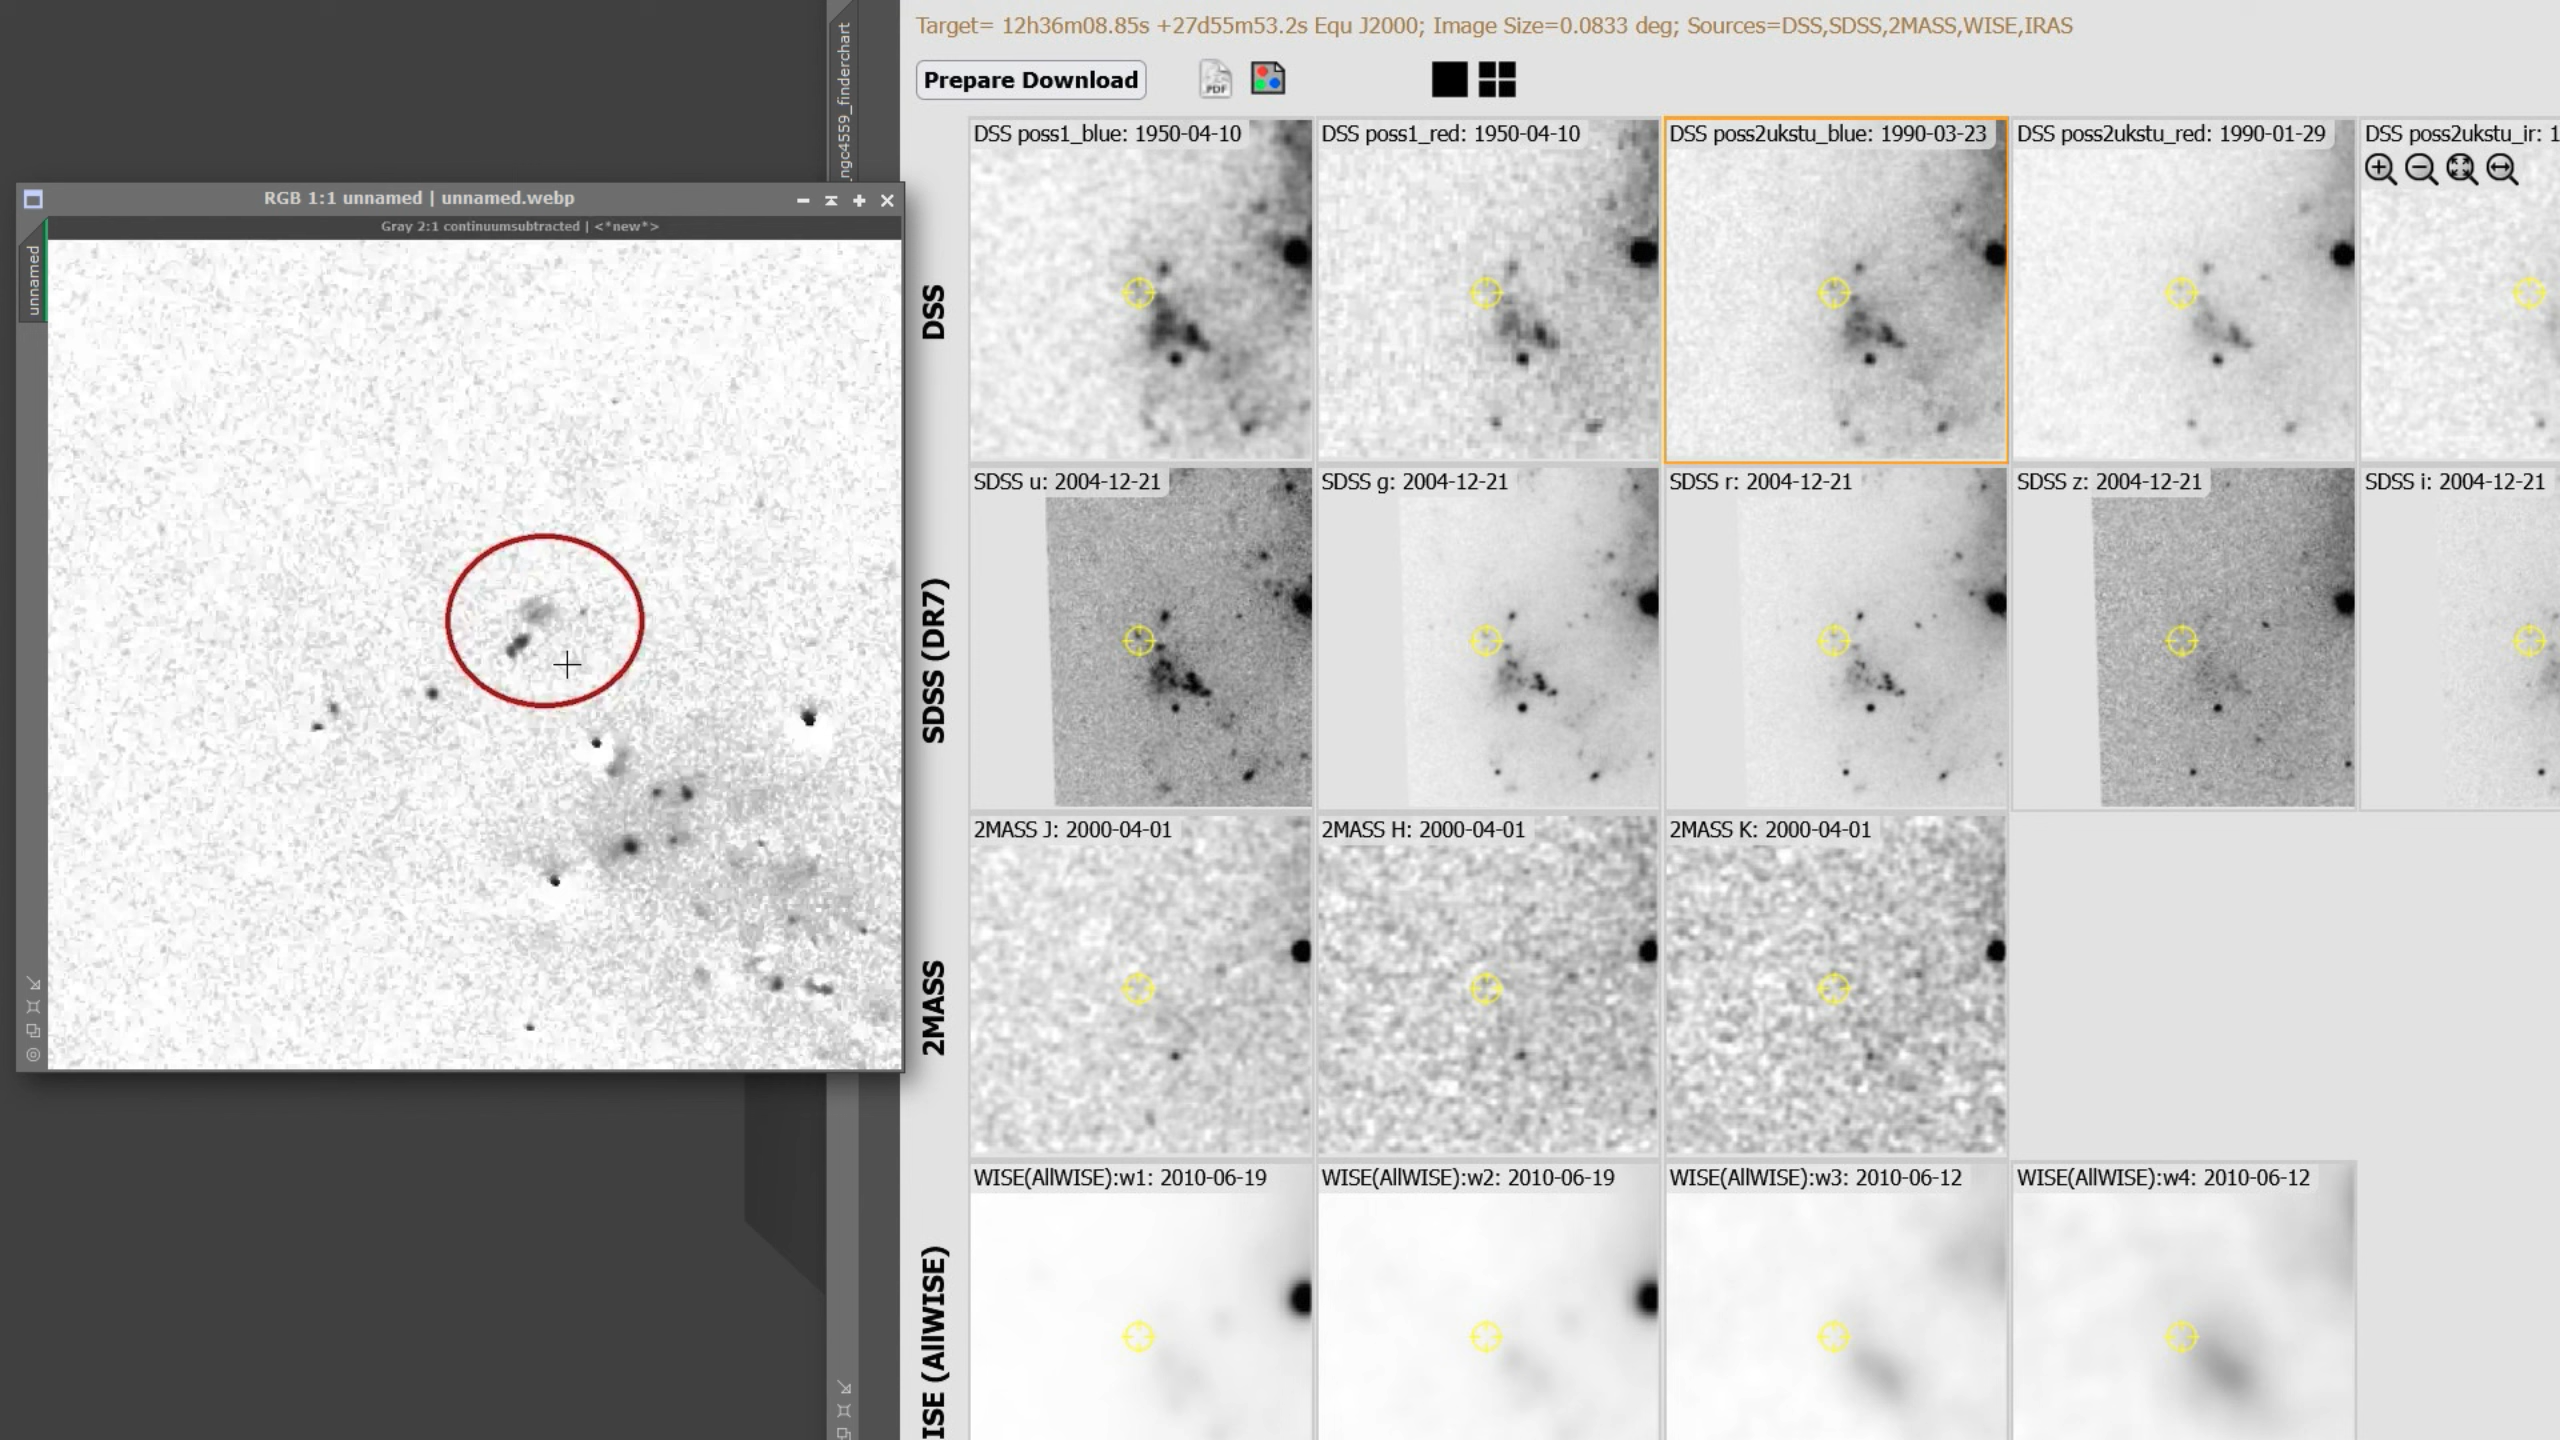 Target= 12h36m08.85s +27d55m53.2s Equ J2000; Image Size=0.0833 deg; Sources=DSS,SDSS,2MASS,WISE,IRAS
Prepare Download
PDF
ngc4559_finderchart
RGB 1:1 unnamed | unnamed.webp
Gray 2:1 continuumsubtracted | <*new*>
unnamed
DSS
DSS poss1_blue: 1950-04-10
DSS poss1_red: 1950-04-10
DSS poss2ukstu_blue: 1990-03-23
DSS poss2ukstu_red: 1990-01-29
DSS poss2ukstu_ir: 1
SDSS (DR7)
SDSS u: 2004-12-21
SDSS g: 2004-12-21
SDSS r: 2004-12-21
SDSS z: 2004-12-21
SDSS i: 2004-12-21
2MASS
2MASS J: 2000-04-01
2MASS H: 2000-04-01
2MASS K: 2000-04-01
ISE (AllWISE)
WISE(AllWISE):w1: 2010-06-19
WISE(AllWISE):w2: 2010-06-19
WISE(AllWISE):w3: 2010-06-12
WISE(AllWISE):w4: 2010-06-12